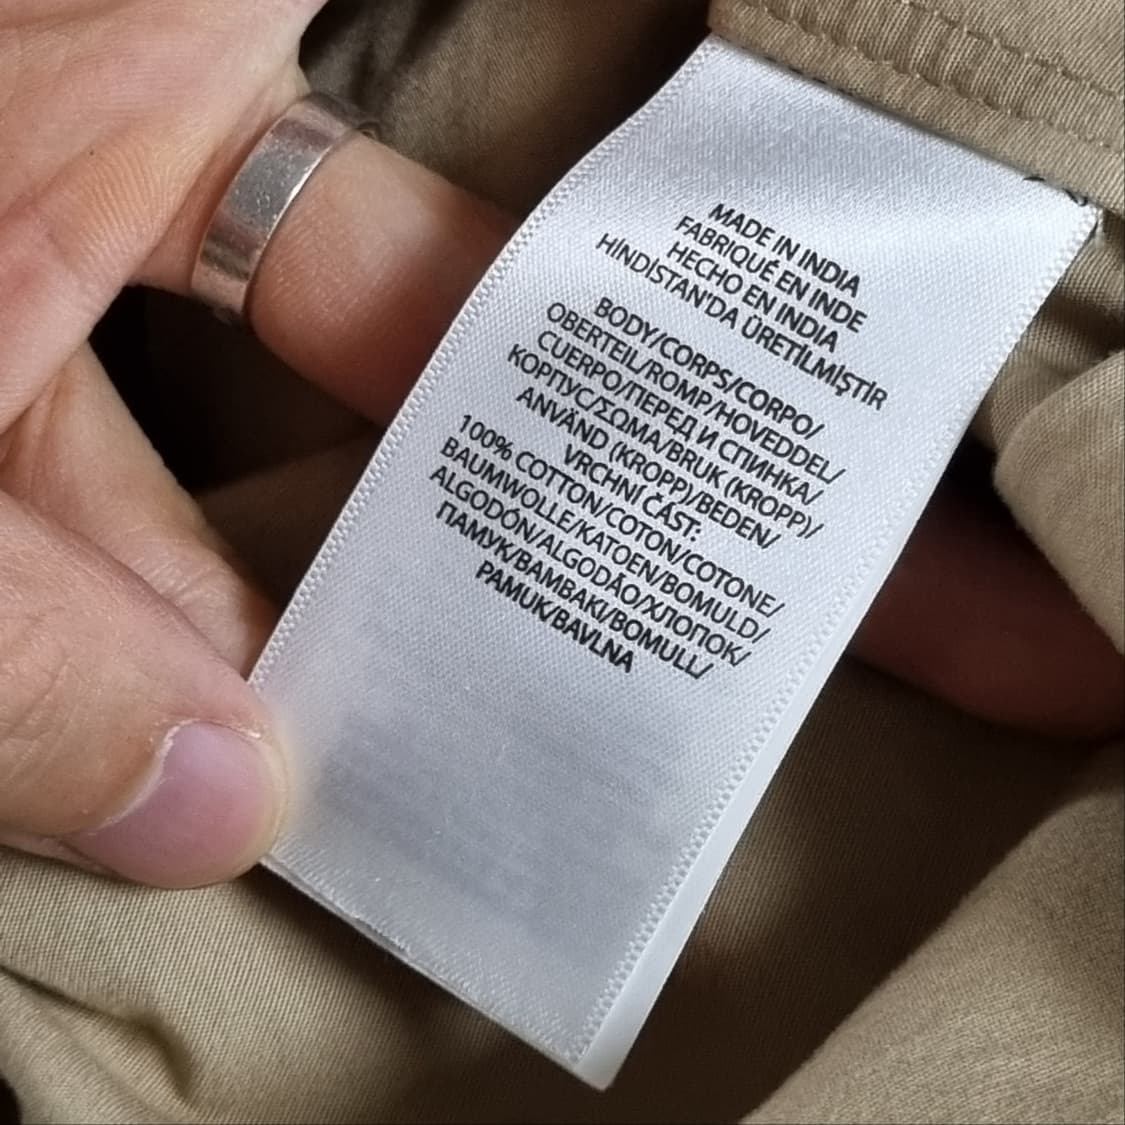 MADE IN INDIA
FABRIQUÉ EN INDE
HECHO EN INDIA
HİNDİSTAN'DA ÜRETİLMİŞTİR
BODY/CORPS/CORPO/
OBERTEIL/ROMP/HOVEDDEL/
CUERPO/ПЕРЕД И СПИНКА/
КОРПУС/ΣΩΜΑ/BRUK (KROPP)/
ANVÄND (KROPP)/BEDEN/
VRCHNÍ ČÁST:
100% COTTON/COTON/COTONE/
BAUMWOLLE/KATOEN/BOMULD/
ALGODÓN/ALGODÃO/ХЛОПОК/
ПАМУК/BAMBAKI/BOMULL/
PAMUK/BAVLNA